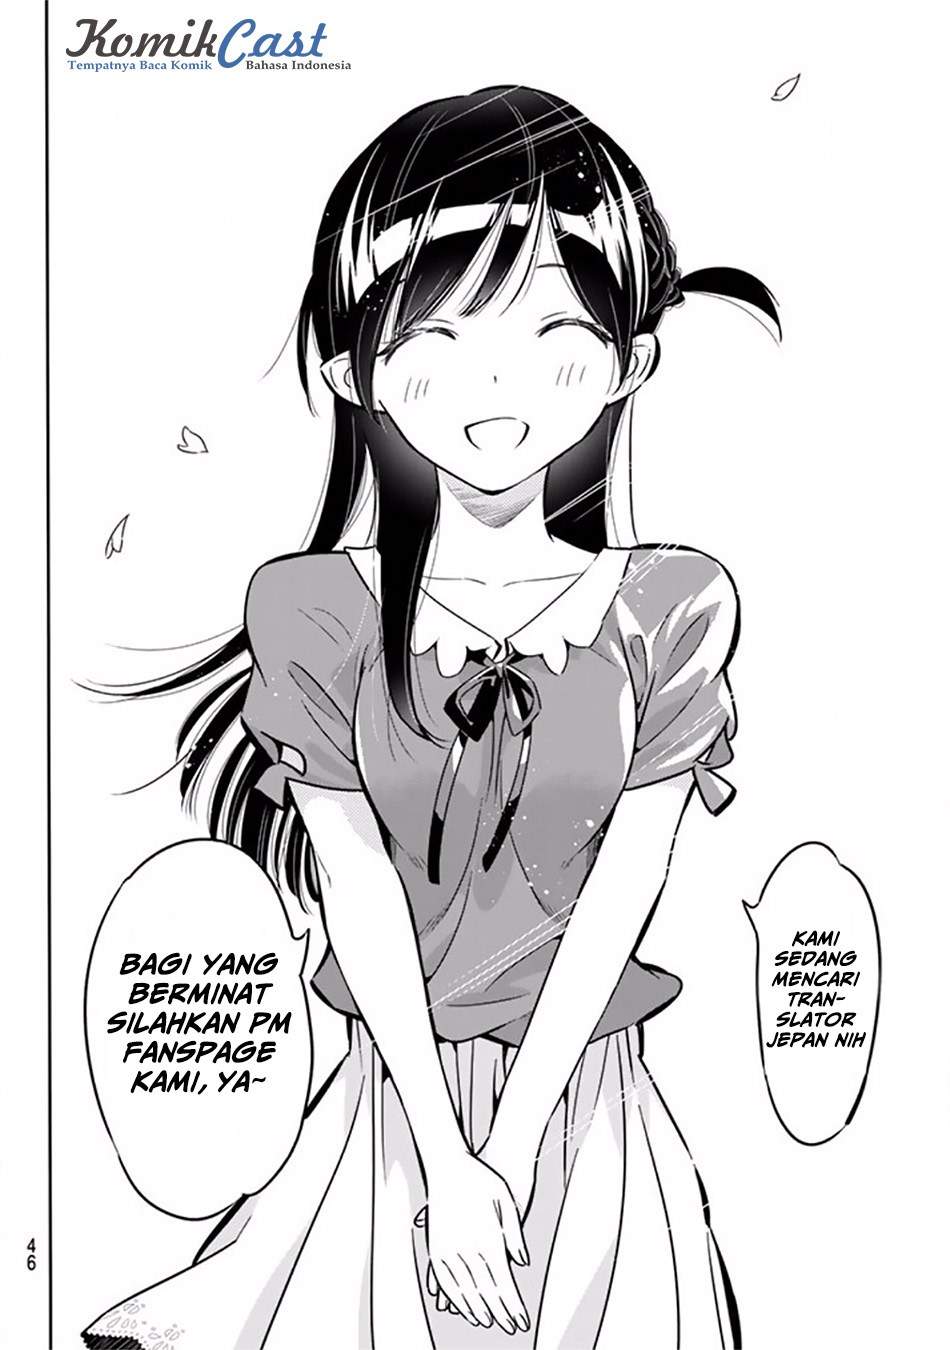 KomikCast
Tempatnya Baca Komik Bahasa Indonesia
KAMI
SEDANG
MENCARI
TRAN-
SLATOR
JEPAN NIH
BAGI YANG
BERMINAT
SILAHKAN PM
FANSPAGE
KAMI, YA~
46